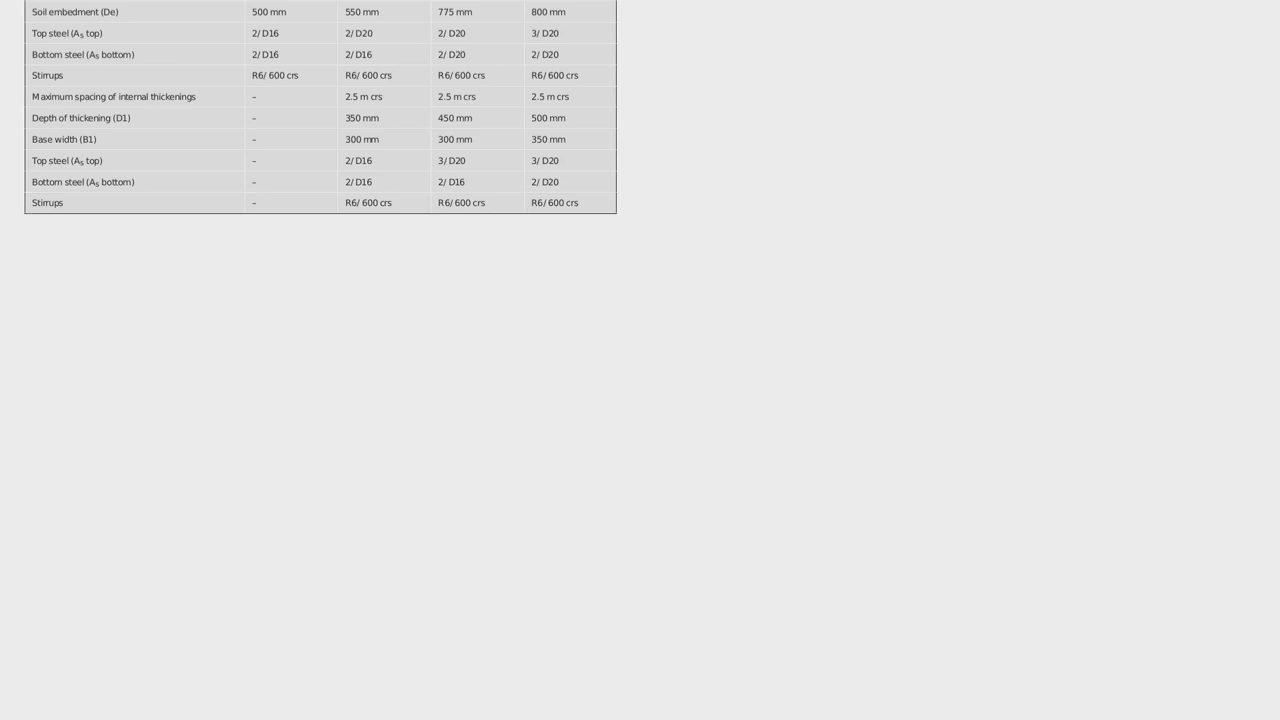 Soil embedment (De) 500 mm 550 mm 775 mm 800 mm
Top steel (As top) 2/D16 2/D20 2/D20 3/D20
Bottom steel (As bottom) 2/D16 2/D16 2/D20 2/D20
Stirrups R6/600 crs R6/600 crs R6/600 crs R6/600 crs
Maximum spacing of internal thickenings – 2.5 m crs 2.5 m crs 2.5 m crs
Depth of thickening (D1) – 350 mm 450 mm 500 mm
Base width (B1) – 300 mm 300 mm 350 mm
Top steel (As top) – 2/D16 3/D20 3/D20
Bottom steel (As bottom) – 2/D16 2/D16 2/D20
Stirrups – R6/600 crs R6/600 crs R6/600 crs